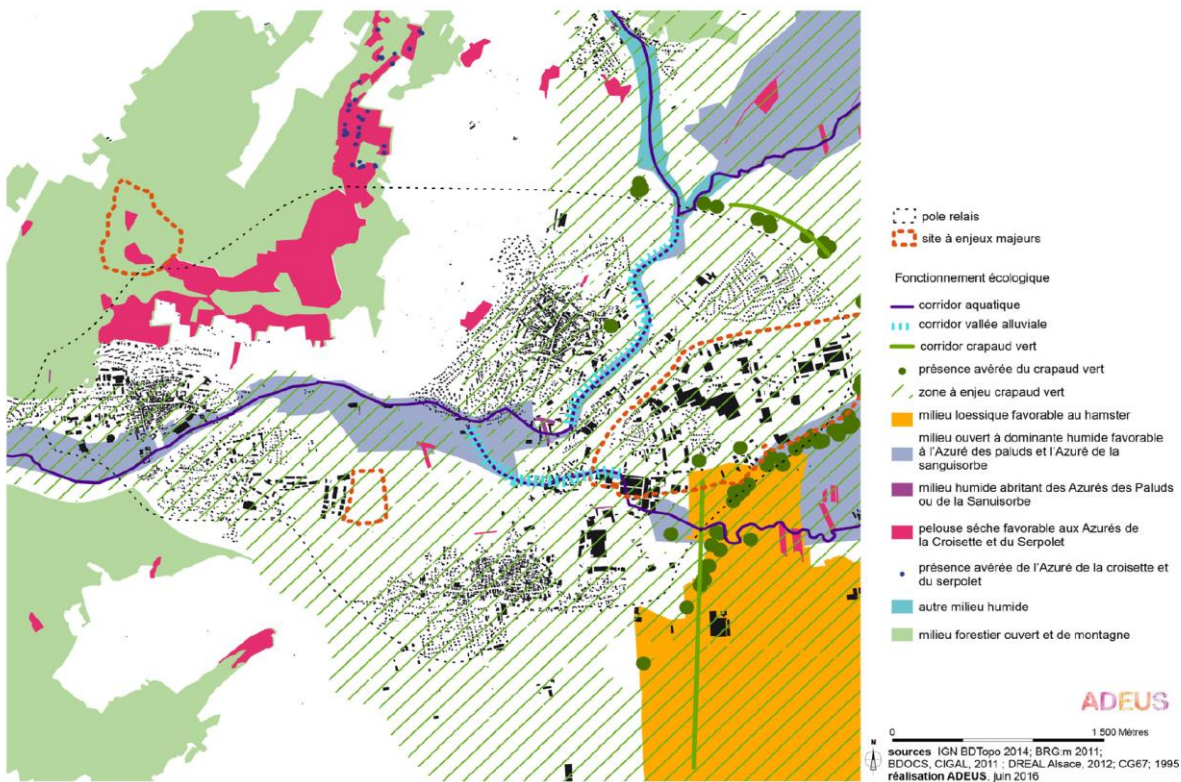 pole relais
site à enjeux majeurs
Fonctionnement écologique
corridor aquatique
corridor vallée alluviale
corridor crapaud vert
présence avérée du crapaud vert
zone à enjeu crapaud vert
milieu loessique favorable au hamster
milieu ouvert à dominante humide favorable
à l'Azuré des paluds et l'Azuré de la
sanguisorbe
milieu humide abritant des Azurés des Paluds
ou de la Sanuisorbe
pelouse séche favorable aux Azurés de
la Croisette et du Serpolet
présence avérée de l'Azuré de la croisette et
du serpolet
autre milieu humide
milieu forestier ouvert et de montagne
ADEUS
0 1 500 Mètres
N
sources IGN BDTopo 2014; BRG:m 2011;
BDOCS, CIGAL, 2011 ; DREAL Alsace, 2012; CG67; 1995
réalisation ADEUS, juin 2016